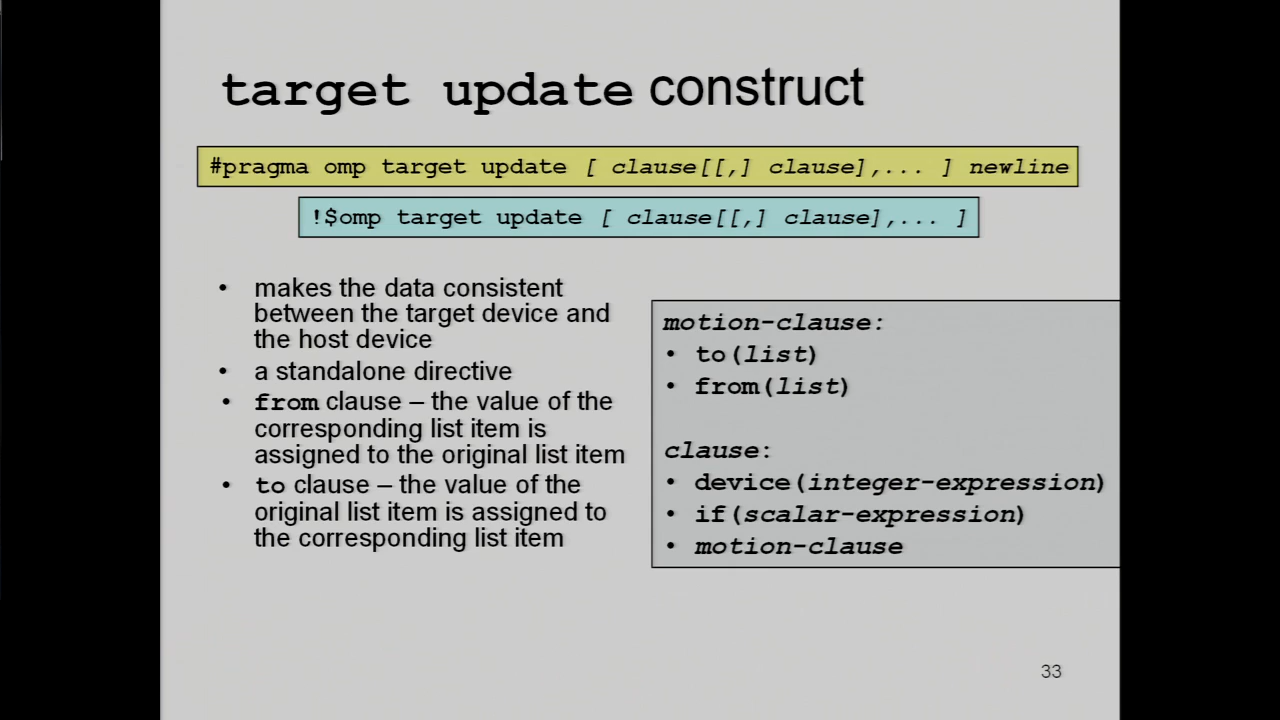 target update construct
#pragma omp target update [ clause[[,] clause],... ] newline
!$omp target update [ clause[[,] clause],... ]
• makes the data consistent
between the target device and
the host device
• a standalone directive
• from clause – the value of the
corresponding list item is
assigned to the original list item
• to clause – the value of the
original list item is assigned to
the corresponding list item
motion-clause:
• to(list)
• from(list)
clause:
• device(integer-expression)
• if(scalar-expression)
• motion-clause
33